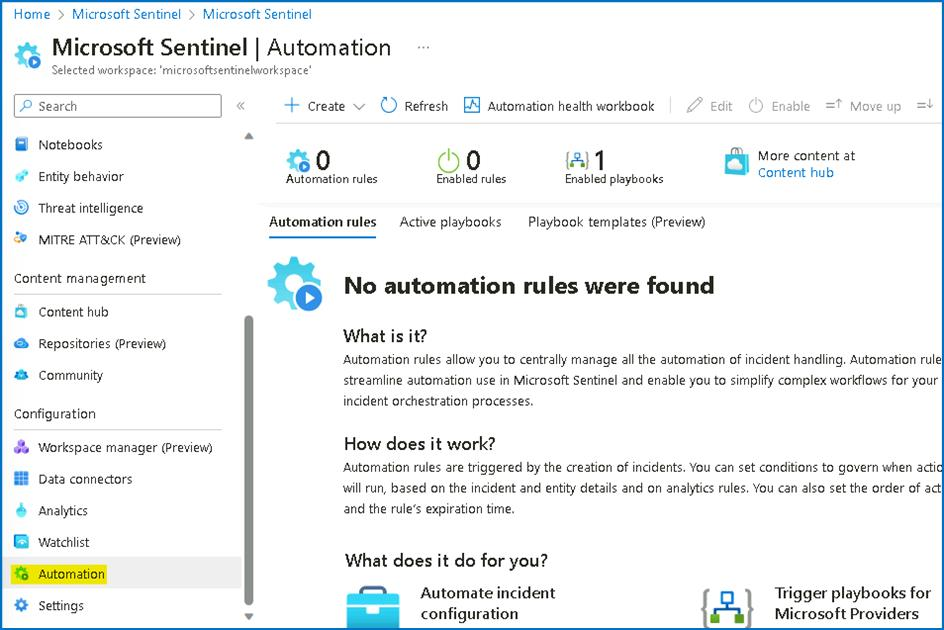 Home > Microsoft Sentinel > Microsoft Sentinel
Microsoft Sentinel | Automation ...
Selected workspace: 'microsoftsentinelworkspace'
Search «
Notebooks
Entity behavior
Threat intelligence
MITRE ATT&CK (Preview)
Content management
Content hub
Repositories (Preview)
Community
Configuration
Workspace manager (Preview)
Data connectors
Analytics
Watchlist
Automation
Settings
Create Refresh Automation health workbook Edit Enable Move up
0 Automation rules
0 Enabled rules
1 Enabled playbooks
More content at
Content hub
Automation rules Active playbooks Playbook templates (Preview)
No automation rules were found
What is it?
Automation rules allow you to centrally manage all the automation of incident handling. Automation rule
streamline automation use in Microsoft Sentinel and enable you to simplify complex workflows for your
incident orchestration processes.
How does it work?
Automation rules are triggered by the creation of incidents. You can set conditions to govern when actio
will run, based on the incident and entity details and on analytics rules. You can also set the order of act
and the rule's expiration time.
What does it do for you?
Automate incident
configuration
Trigger playbooks for
Microsoft Providers